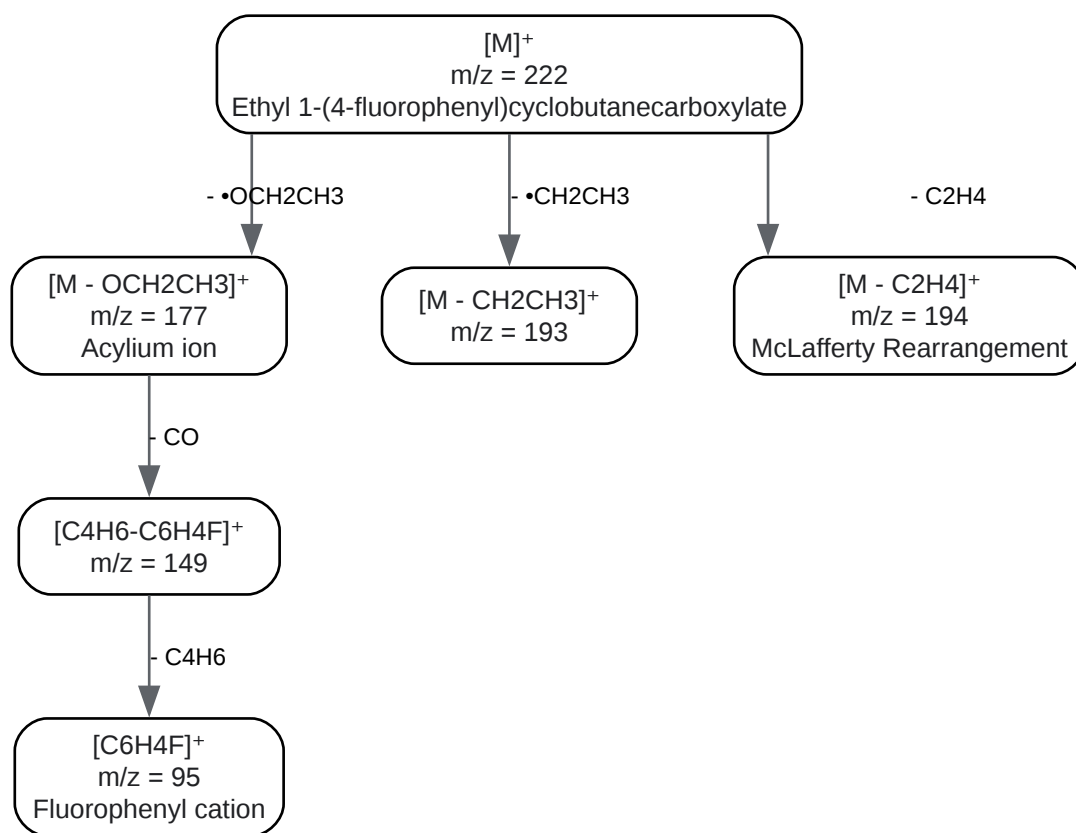 [M]⁺
m/z = 222
Ethyl 1-(4-fluorophenyl)cyclobutanecarboxylate
- •OCH2CH3
- •CH2CH3
- C2H4
[M - OCH2CH3]⁺
m/z = 177
Acylium ion
[M - CH2CH3]⁺
m/z = 193
[M - C2H4]⁺
m/z = 194
McLafferty Rearrangement
- CO
[C4H6-C6H4F]⁺
m/z = 149
- C4H6
[C6H4F]⁺
m/z = 95
Fluorophenyl cation